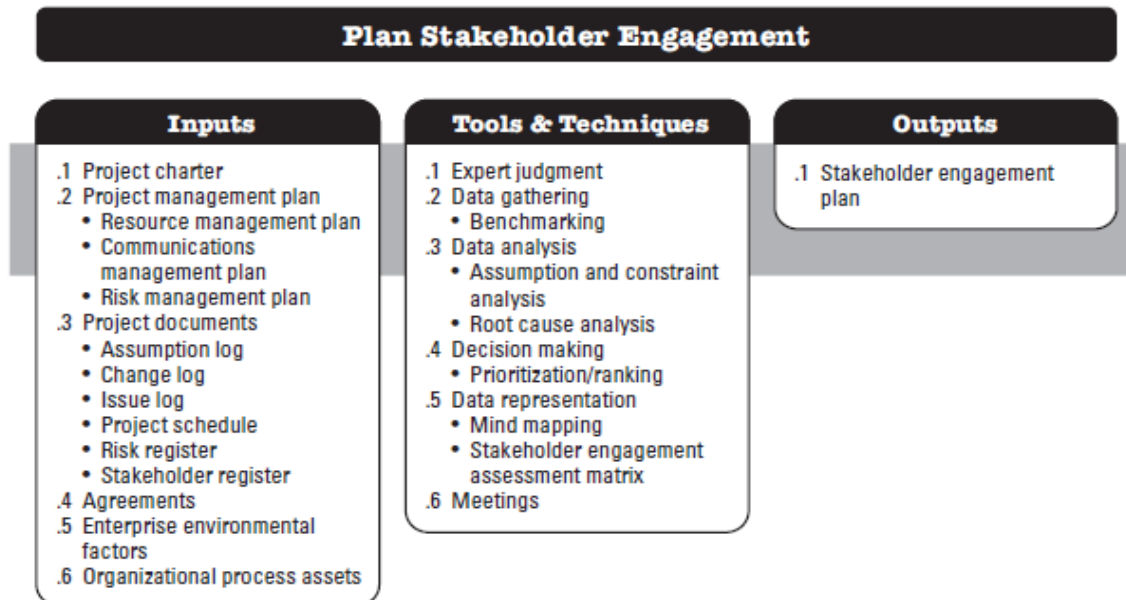 Plan Stakeholder Engagement
Inputs
.1 Project charter
.2 Project management plan
• Resource management plan
• Communications
management plan
• Risk management plan
.3 Project documents
• Assumption log
• Change log
• Issue log
• Project schedule
• Risk register
• Stakeholder register
.4 Agreements
.5 Enterprise environmental
factors
.6 Organizational process assets
Tools & Techniques
.1 Expert judgment
.2 Data gathering
• Benchmarking
.3 Data analysis
• Assumption and constraint
analysis
• Root cause analysis
.4 Decision making
• Prioritization/ranking
.5 Data representation
• Mind mapping
• Stakeholder engagement
assessment matrix
.6 Meetings
Outputs
.1 Stakeholder engagement
plan